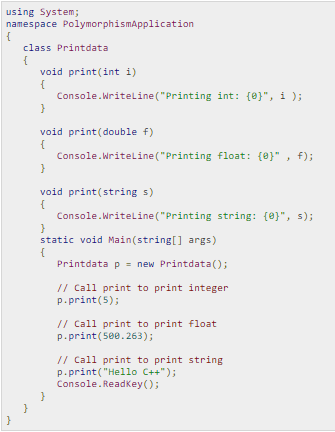 using System;
namespace PolymorphismApplication
{
   class Printdata
   {
      void print(int i)
      {
         Console.WriteLine("Printing int: {0}", i );
      }

      void print(double f)
      {
         Console.WriteLine("Printing float: {0}" , f);
      }

      void print(string s)
      {
         Console.WriteLine("Printing string: {0}", s);
      }
      static void Main(string[] args)
      {
         Printdata p = new Printdata();

         // Call print to print integer
         p.print(5);

         // Call print to print float
         p.print(500.263);

         // Call print to print string
         p.print("Hello C++");
         Console.ReadKey();
      }
   }
}